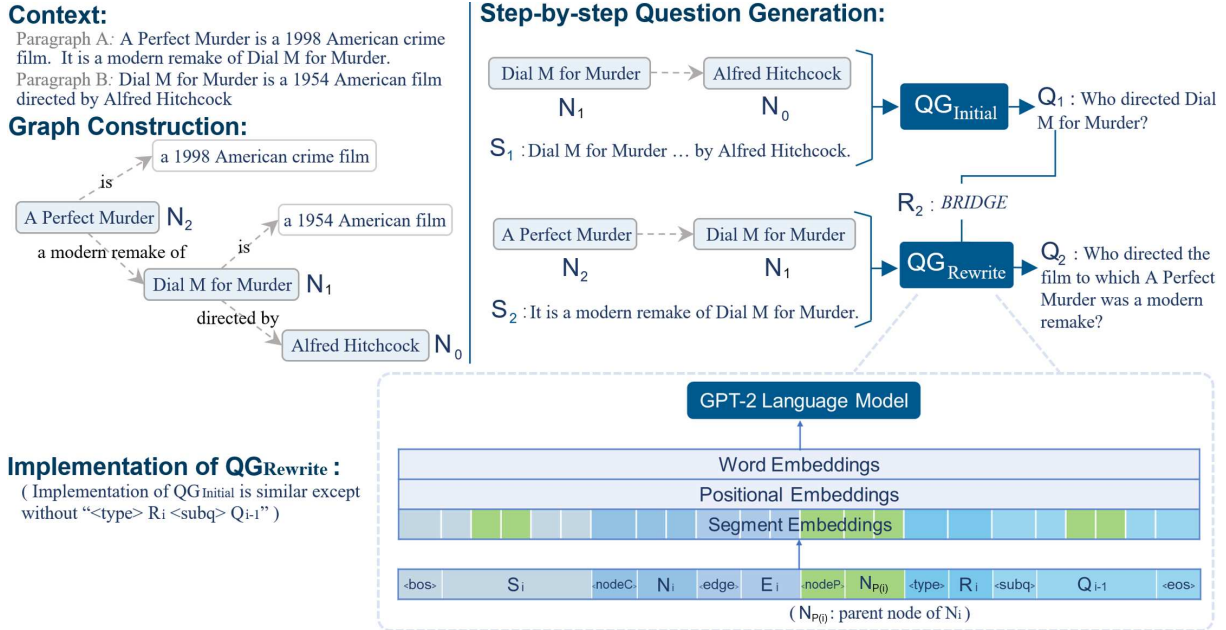 Context:
Paragraph A: A Perfect Murder is a 1998 American crime
film. It is a modern remake of Dial M for Murder.
Paragraph B: Dial M for Murder is a 1954 American film
directed by Alfred Hitchcock
Graph Construction:
a 1998 American crime film
is
A Perfect Murder N2
a 1954 American film
a modern remake of
is
Dial M for Murder N1
directed by
Alfred Hitchcock N0
Step-by-step Question Generation:
Dial M for Murder
Alfred Hitchcock
N1
N0
S1 : Dial M for Murder … by Alfred Hitchcock.
QGInitial
Q1 : Who directed Dial
M for Murder?
R2 : BRIDGE
A Perfect Murder
Dial M for Murder
N2
N1
S2 : It is a modern remake of Dial M for Murder.
QGRewrite
Q2 : Who directed the
film to which A Perfect
Murder was a modern
remake?
Implementation of QGRewrite :
( Implementation of QGInitial is similar except
without “<type> Ri <subq> Qi-1” )
GPT-2 Language Model
Word Embeddings
Positional Embeddings
Segment Embeddings
<bos> Si <nodeC> Ni <edge> Ei <nodeP> NP(i) <type> Ri <subq> Qi-1 <eos>
( NP(i) : parent node of Ni )